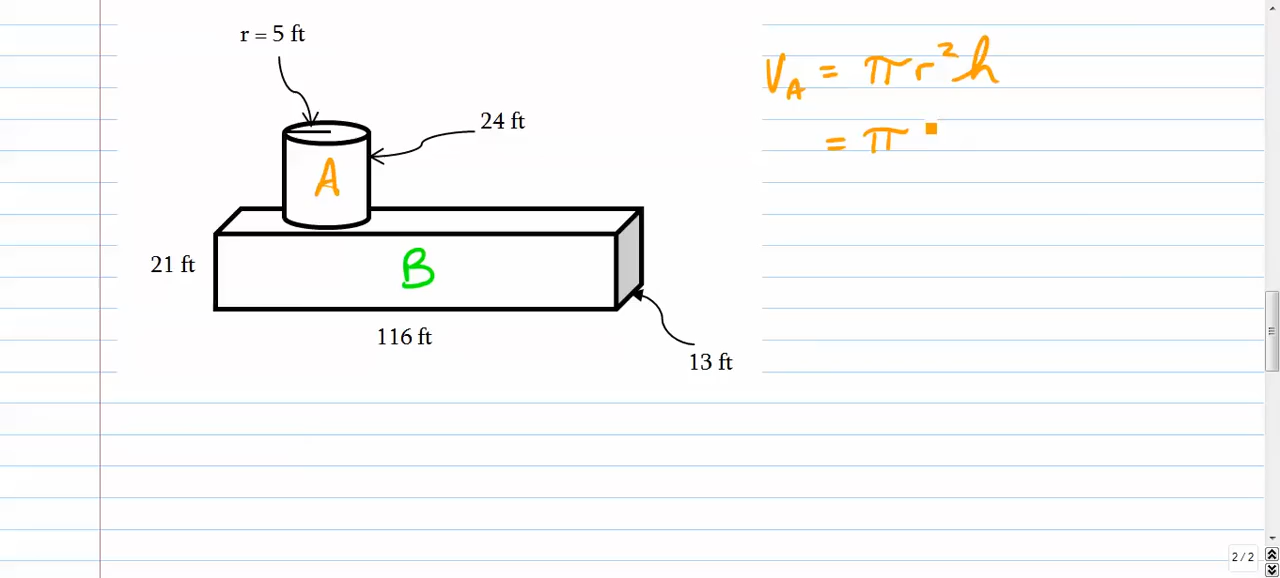 r = 5 ft
V_A = πr²h
24 ft
= π
A
21 ft
B
116 ft
13 ft
2 / 2